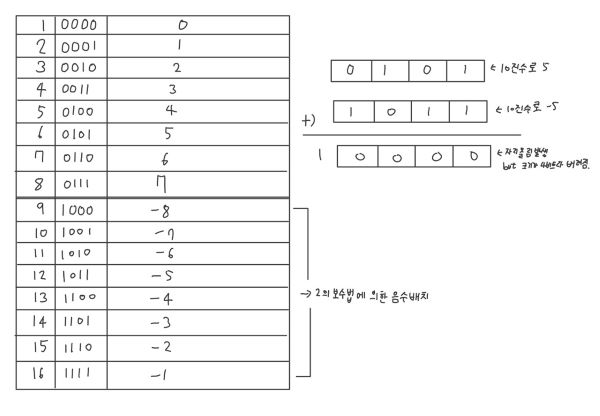 1 0000 0
2 0001 1
3 0010 2
4 0011 3
5 0100 4
6 0101 5
7 0110 6
8 0111 7
9 1000 -8
10 1001 -7
11 1010 -6
12 1011 -5
13 1100 -4
14 1101 -3
15 1110 -2
16 1111 -1
→ 2의 보수법에 의한 음수배치
0 1 0 1 ← 10진수로 5
+) 1 0 1 1 ← 10진수로 -5
1 0 0 0 0 ← 자리올림발생
but 크기가 4비트라 버려짐.